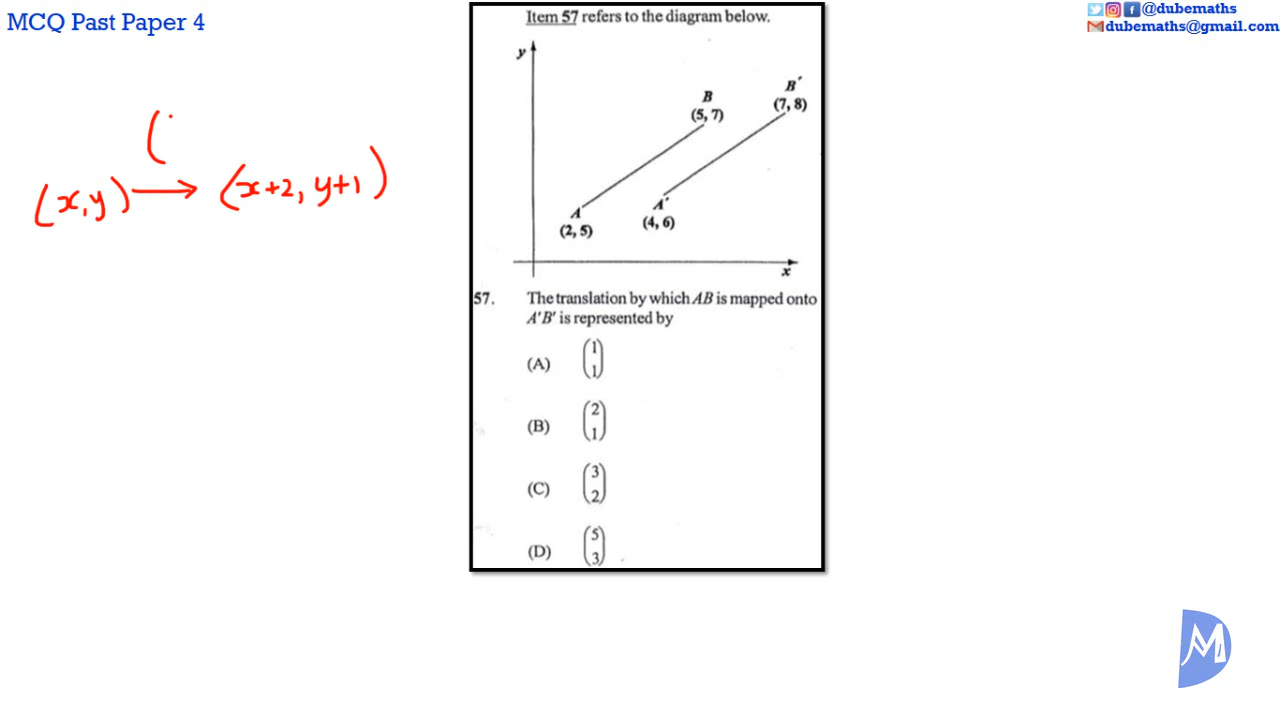 MCQ Past Paper 4
@dubemaths
dubemaths@gmail.com
(
(x,y) → (x+2, y+1)
Item 57 refers to the diagram below.
y
B
(5, 7)
B′
(7, 8)
A
(2, 5)
A′
(4, 6)
x
57. The translation by which AB is mapped onto
A′B′ is represented by
(A) (1
1)
(B) (2
1)
(C) (3
2)
(D) (5
3)
M